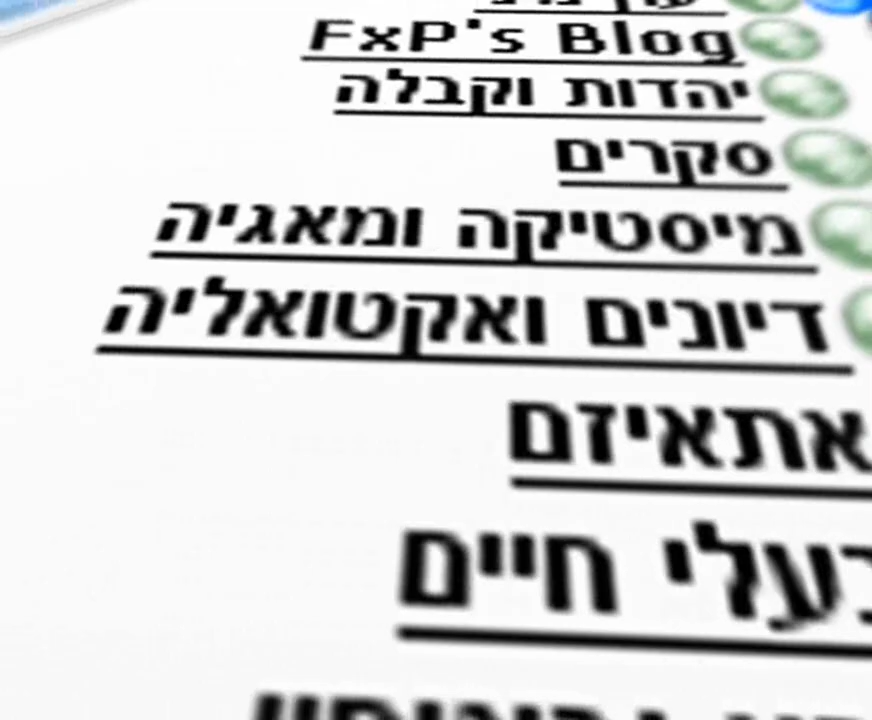 FxP's Blog
יהדות וקבלה
סקרים
מיסטיקה ומאגיה
דיונים ואקטואליה
אתאיזם
בעלי חיים